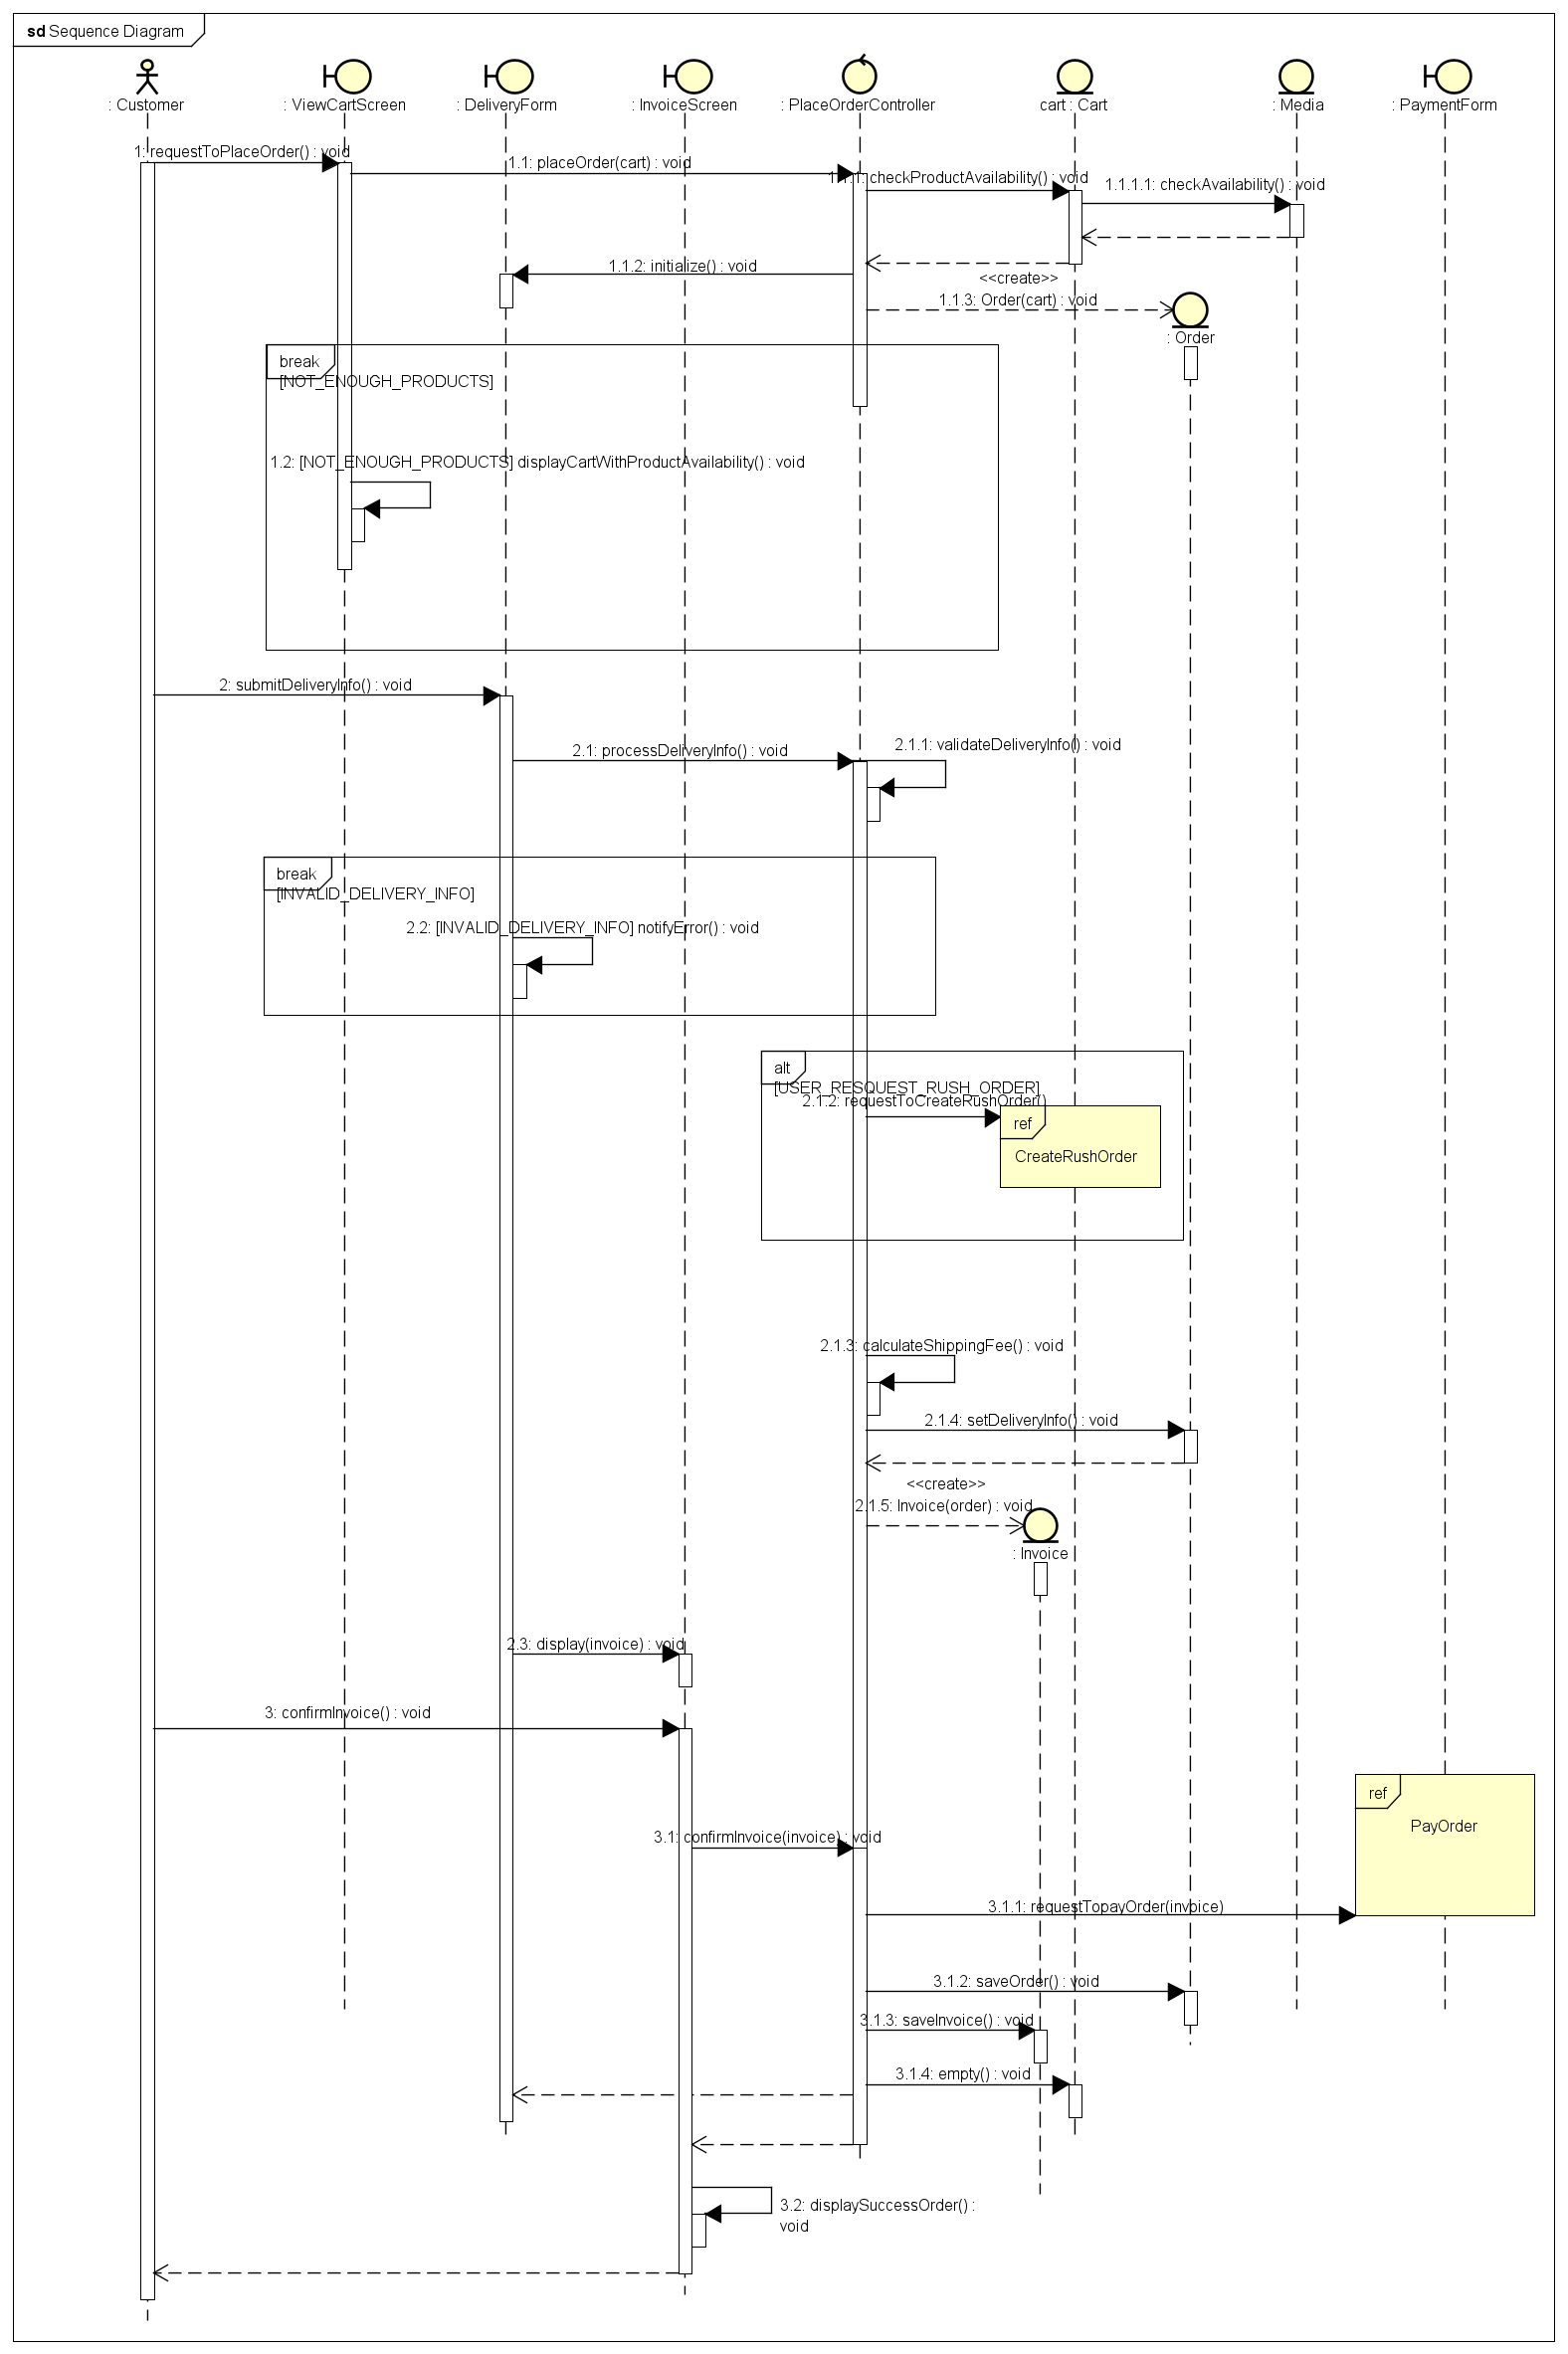 sd Sequence Diagram
: Customer
: ViewCartScreen
: DeliveryForm
: InvoiceScreen
: PlaceOrderController
cart : Cart
: Media
: PaymentForm
1: requestToPlaceOrder() : void
1.1: placeOrder(cart) : void
1.1.1: checkProductAvailability() : void
1.1.1.1: checkAvailability() : void
1.1.2: initialize() : void
<<create>>
1.1.3: Order(cart) : void
: Order
break
[NOT_ENOUGH_PRODUCTS]
1.2: [NOT_ENOUGH_PRODUCTS] displayCartWithProductAvailability() : void
2: submitDeliveryInfo() : void
2.1: processDeliveryInfo() : void
2.1.1: validateDeliveryInfo() : void
break
[INVALID_DELIVERY_INFO]
2.2: [INVALID_DELIVERY_INFO] notifyError() : void
alt
[USER_RESQUEST_RUSH_ORDER]
2.1.2: requestToCreateRushOrder()
ref
CreateRushOrder
2.1.3: calculateShippingFee() : void
2.1.4: setDeliveryInfo() : void
<<create>>
2.1.5: Invoice(order) : void
: Invoice
2.3: display(invoice) : void
3: confirmInvoice() : void
ref
PayOrder
3.1: confirmInvoice(invoice) : void
3.1.1: requestTopayOrder(invoice)
3.1.2: saveOrder() : void
3.1.3: saveInvoice() : void
3.1.4: empty() : void
3.2: displaySuccessOrder() :
void